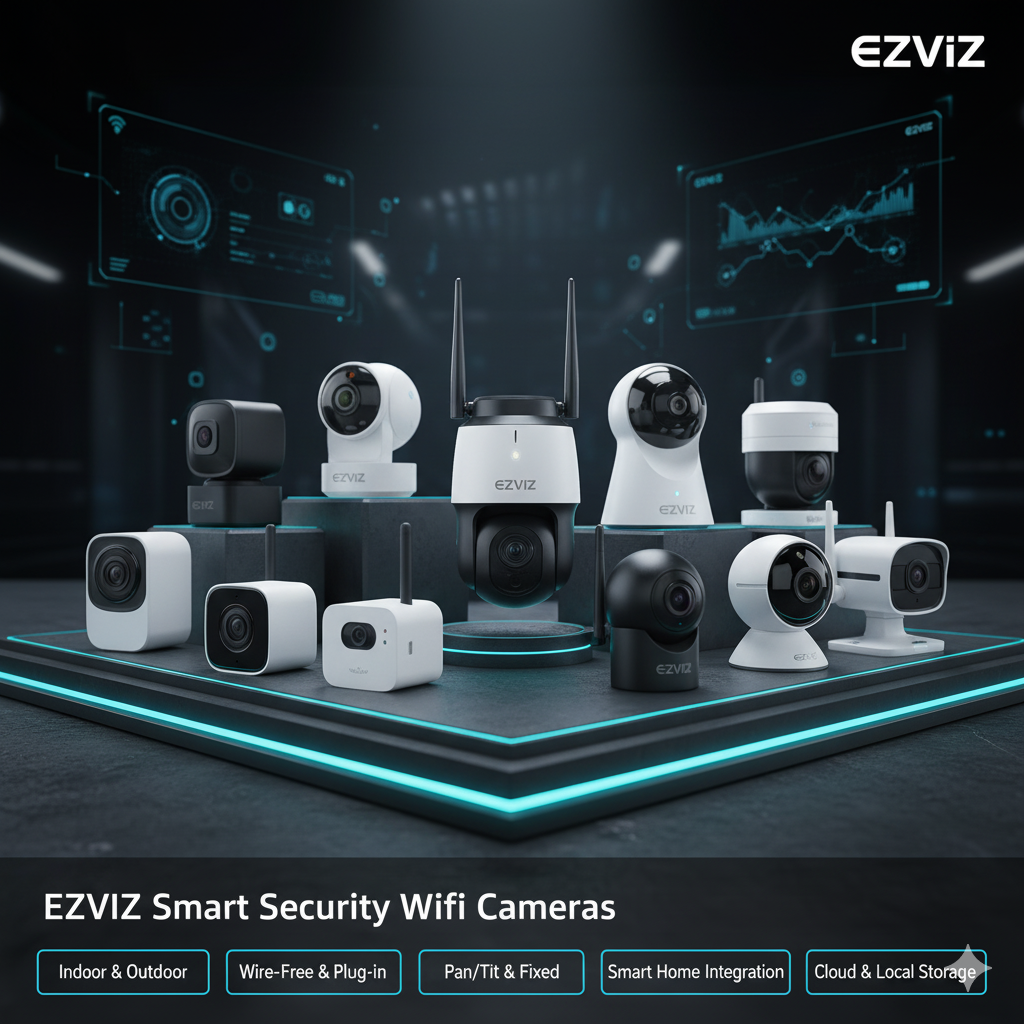 EZVIZ
EZVIZ
EZVIZ
EZVIZ
EZVIZ
EZVIZ
EZVIZ Smart Security Wifi Cameras
Indoor & Outdoor
Wire-Free & Plug-in
Pan/Tit & Fixed
Smart Home Integration
Cloud & Local Storage